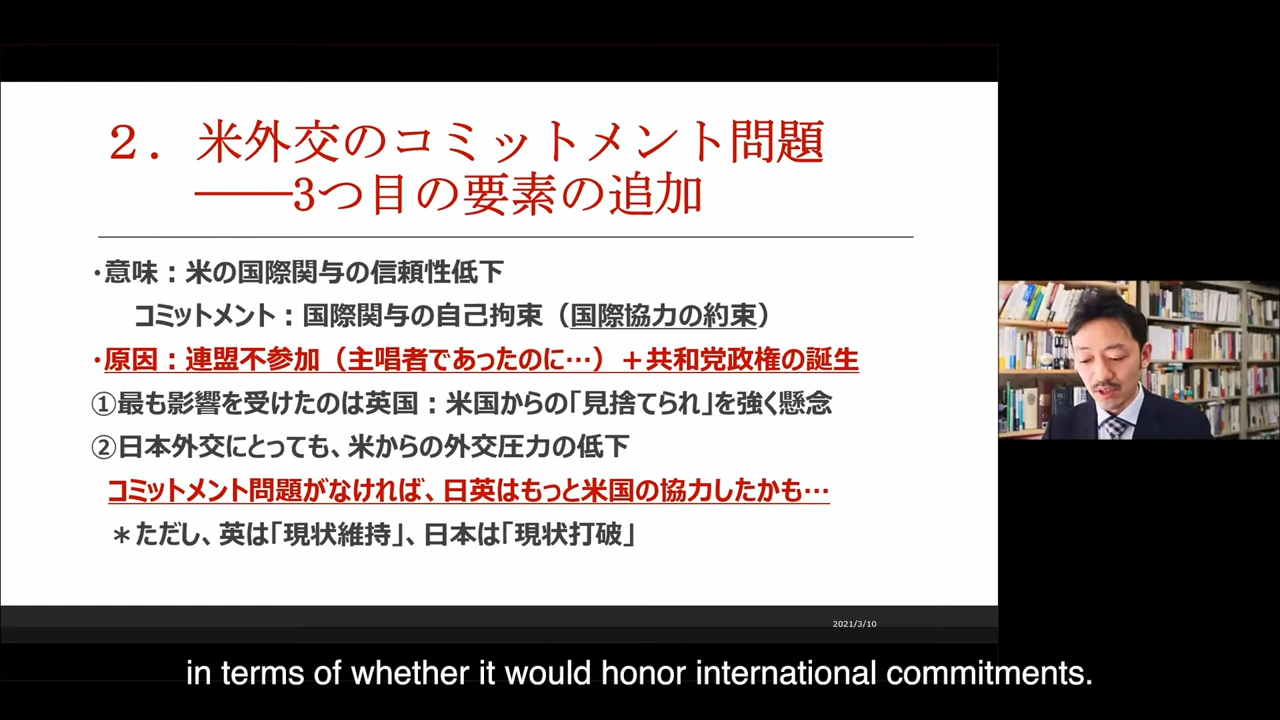 ２．米外交のコミットメント問題
――3つ目の要素の追加
・意味：米の国際関与の信頼性低下
コミットメント：国際関与の自己拘束（国際協力の約束）
・原因：連盟不参加（主唱者であったのに…）＋共和党政権の誕生
①最も影響を受けたのは英国：米国からの「見捨てられ」を強く懸念
②日本外交にとっても、米からの外交圧力の低下
コミットメント問題がなければ、日英はもっと米国の協力したかも…
＊ただし、英は「現状維持」、日本は「現状打破」
2021/3/10
in terms of whether it would honor international commitments.